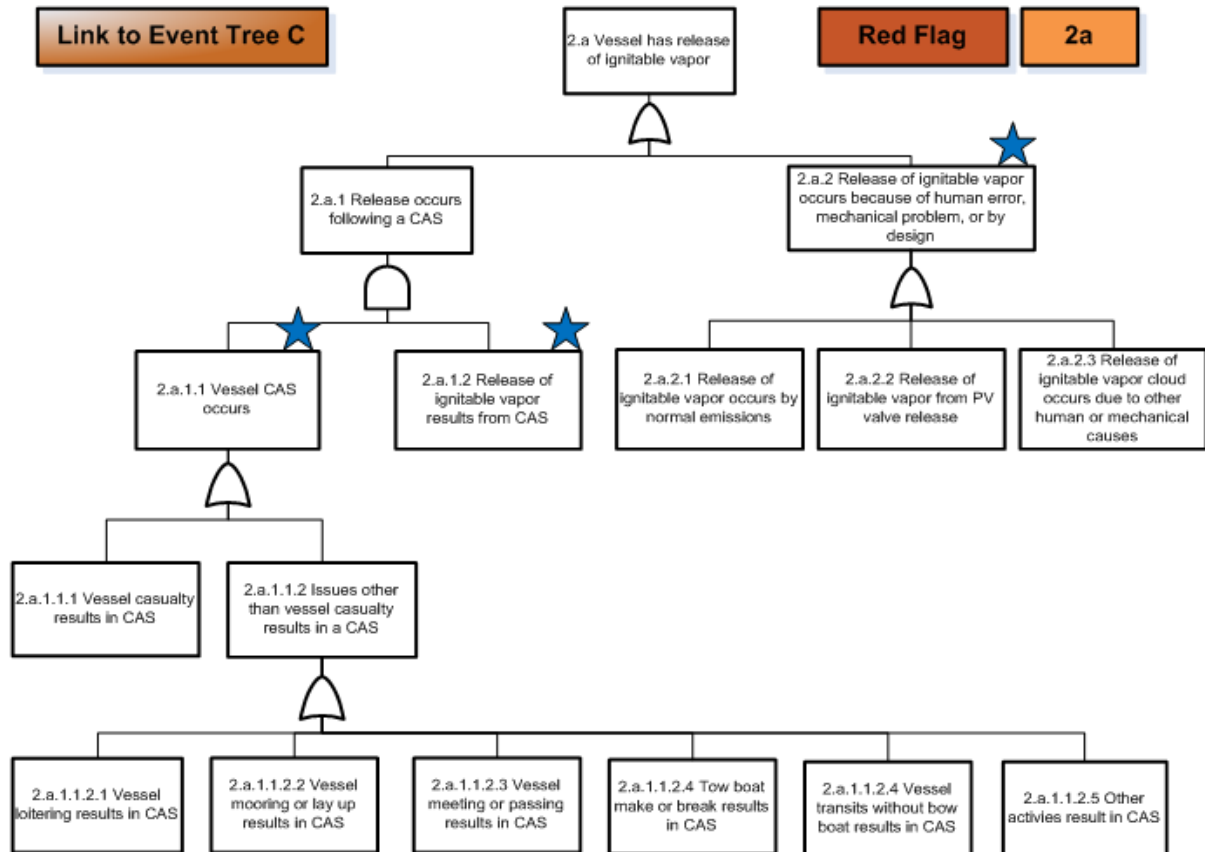 Link to Event Tree C
2.a Vessel has release
of ignitable vapor
Red Flag
2a
2.a.1 Release occurs
following a CAS
2.a.2 Release of ignitable vapor
occurs because of human error,
mechanical problem, or by
design
2.a.1.1 Vessel CAS
occurs
2.a.1.2 Release of
ignitable vapor
results from CAS
2.a.2.1 Release of
ignitable vapor occurs by
normal emissions
2.a.2.2 Release of
ignitable vapor from PV
valve release
2.a.2.3 Release of
ignitable vapor cloud
occurs due to other
human or mechanical
causes
2.a.1.1.1 Vessel casualty
results in CAS
2.a.1.1.2 Issues other
than vessel casualty
results in a CAS
2.a.1.1.2.1 Vessel
loitering results in CAS
2.a.1.1.2.2 Vessel
mooring or lay up
results in CAS
2.a.1.1.2.3 Vessel
meeting or passing
results in CAS
2.a.1.1.2.4 Tow boat
make or break results
in CAS
2.a.1.1.2.4 Vessel
transits without bow
boat results in CAS
2.a.1.1.2.5 Other
activies result in CAS